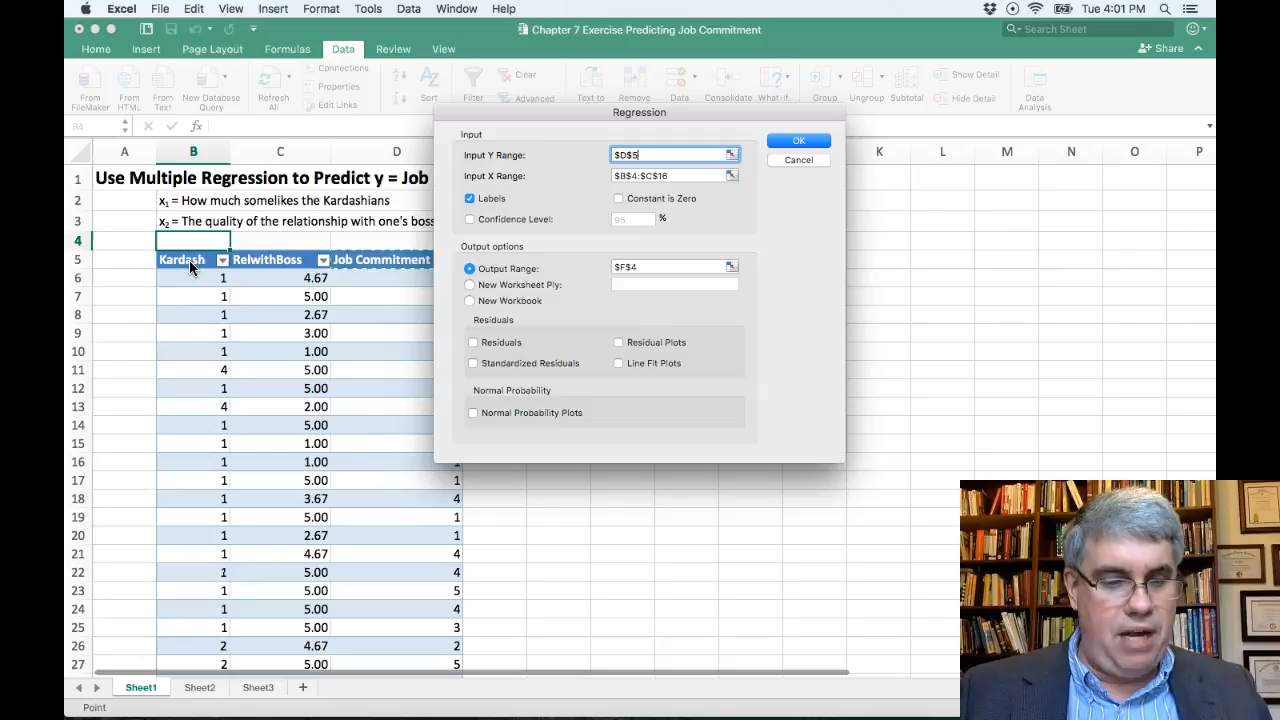 Excel File Edit View Insert Format Tools Data Window Help Tue 4:01 PM
Chapter 7 Exercise Predicting Job Commitment Search Sheet
Home Insert Page Layout Formulas Data Review View Share
Connections Clear Show Detail
Properties
From FileMaker From HTML From Text New Database Query Refresh All Edit Links Sort Filter Advanced Text to Remove Data Consolidate What-If Group Ungroup Subtotal Hide Detail Data Analysis
B4 fx
Regression
Input
Input Y Range: $D$5
Input X Range: $B$4:$C$16
Labels Constant is Zero
Confidence Level: 95 %
Output options
Output Range: $F$4
New Worksheet Ply:
New Workbook
Residuals
Residuals Residual Plots
Standardized Residuals Line Fit Plots
Normal Probability
Normal Probability Plots
OK
Cancel
A B C D K L M N O P
1 Use Multiple Regression to Predict y = Job
2 x1 = How much somelikes the Kardashians
3 x2 = The quality of the relationship with one's boss
4
5 Kardash RelwithBoss Job Commitment
6 1 4.67
7 1 5.00
8 1 2.67
9 1 3.00
10 1 1.00
11 4 5.00
12 1 5.00
13 4 2.00
14 1 5.00
15 1 1.00
16 1 1.00 1
17 1 5.00 1
18 1 3.67 4
19 1 5.00 1
20 1 2.67 1
21 1 4.67 4
22 1 5.00 4
23 1 5.00 5
24 1 5.00 4
25 1 5.00 3
26 2 4.67 2
27 2 5.00 5
Sheet1 Sheet2 Sheet3 +
Point